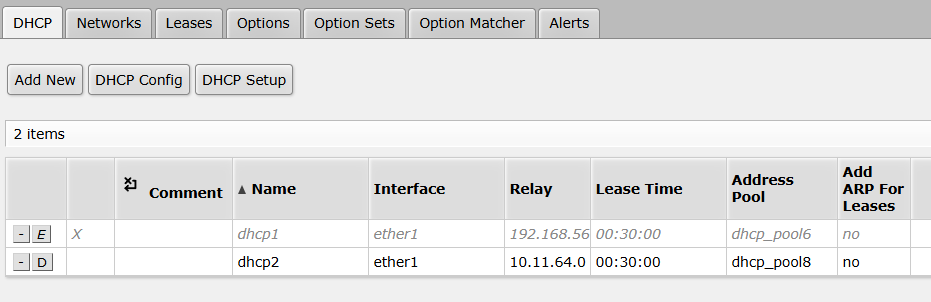 DHCP Networks Leases Options Option Sets Option Matcher Alerts
Add New DHCP Config DHCP Setup
2 items
Comment Name Interface Relay Lease Time Address Pool Add ARP For Leases
- E X dhcp1 ether1 192.168.56 00:30:00 dhcp_pool6 no
- D dhcp2 ether1 10.11.64.0 00:30:00 dhcp_pool8 no